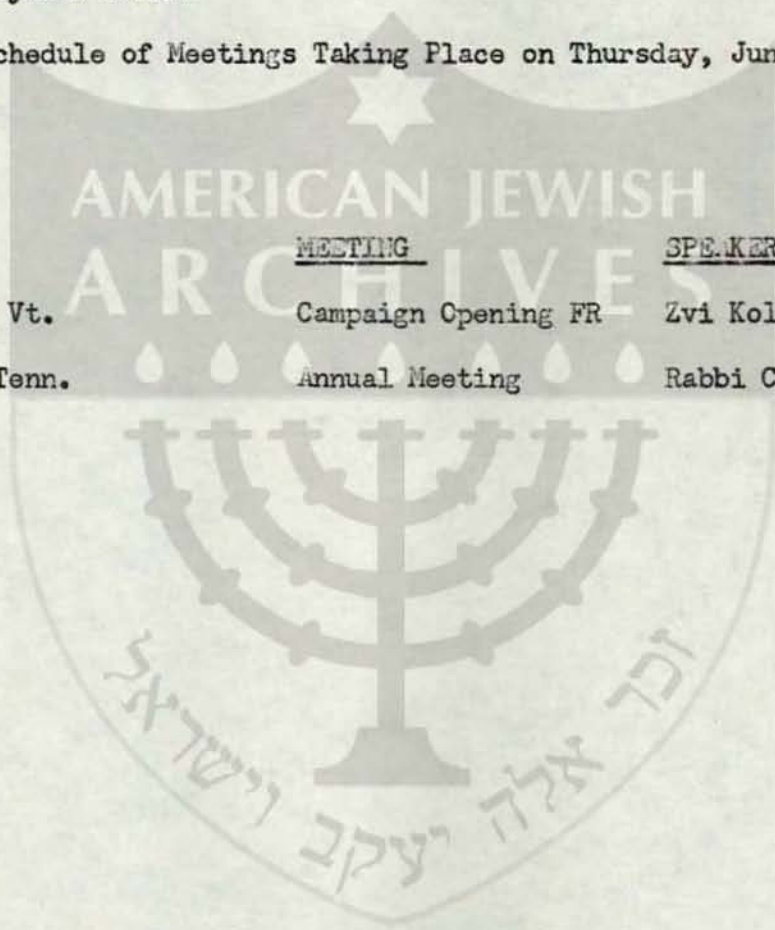 chedule of Meetings Taking Place on Thursday, Jun
AMERICAN JEWISH
ARCHIVES
MEETING SPEAKER
Vt. Campaign Opening FR Zvi Kol
Tenn. Annual Meeting Rabbi C
זכר אלה יעקב וישראל